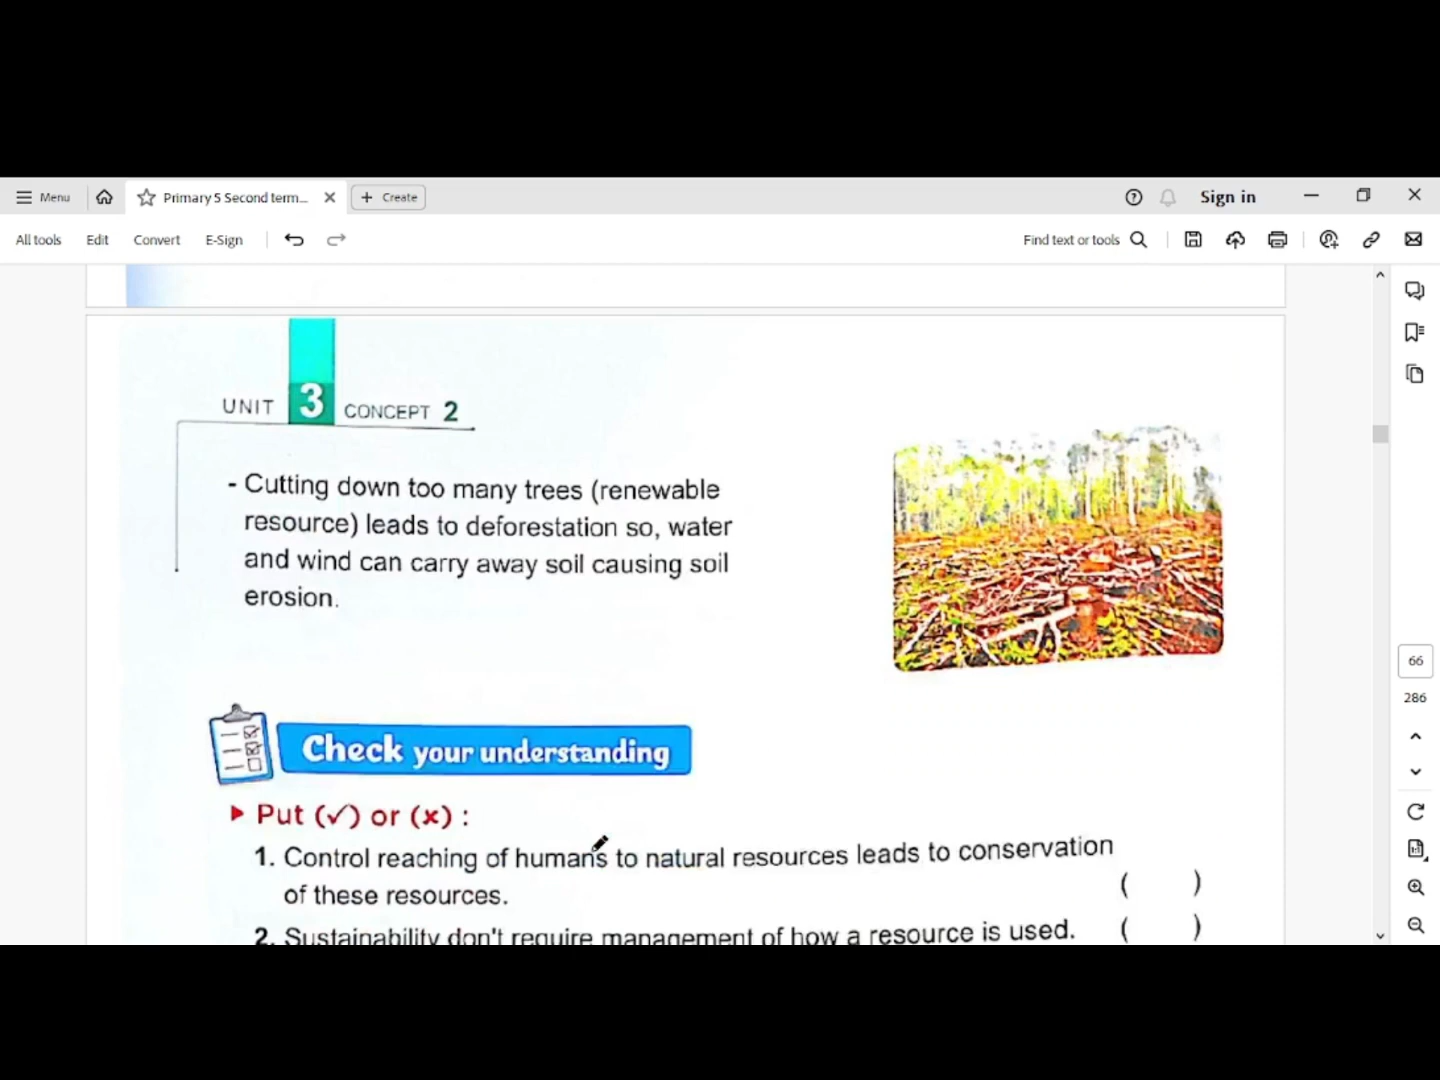 Menu
Primary 5 Second term...
Create
Sign in
All tools
Edit
Convert
E-Sign
Find text or tools
UNIT 3 CONCEPT 2
- Cutting down too many trees (renewable
resource) leads to deforestation so, water
and wind can carry away soil causing soil
erosion.
66
286
Check your understanding
Put (✓) or (x) :
1. Control reaching of humans to natural resources leads to conservation
of these resources. ( )
2. Sustainability don't require management of how a resource is used. ( )